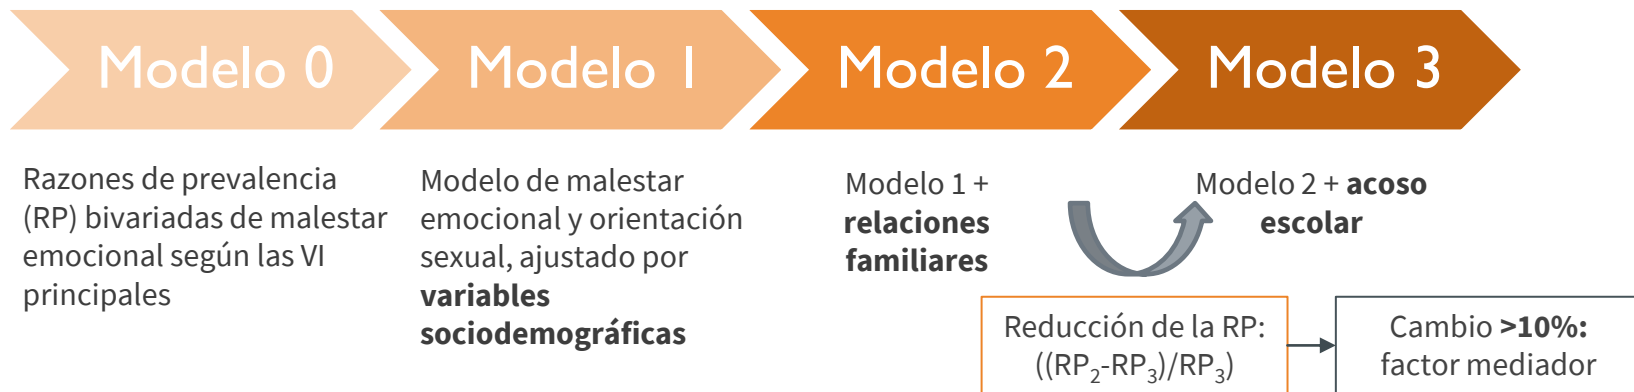 Modelo 0
Modelo 1
Modelo 2
Modelo 3
Razones de prevalencia
(RP) bivariadas de malestar
emocional según las VI
principales
Modelo de malestar
emocional y orientación
sexual, ajustado por
variables
sociodemográficas
Modelo 1 +
relaciones
familiares
Modelo 2 + acoso
escolar
Reducción de la RP:
((RP₂-RP₃)/RP₃)
Cambio >10%:
factor mediador